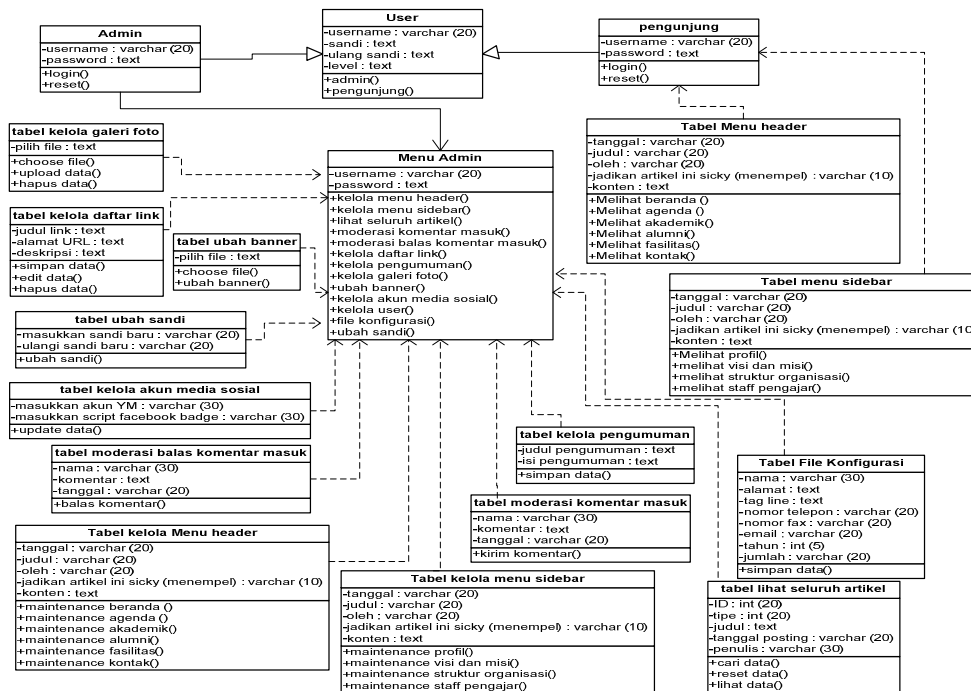 Admin
-username : varchar (20)
-password : text
+login()
+reset()
User
-username : varchar (20)
-sandi : text
-ulang sandi : text
-level : text
+admin()
+pengunjung()
pengunjung
-username : varchar (20)
-password : text
+login()
+reset()
tabel kelola galeri foto
-pilih file : text
+choose file()
+upload data()
+hapus data()
Menu Admin
-username : varchar (20)
-password : text
+kelola menu header()
+kelola menu sidebar()
+lihat seluruh artikel()
+moderasi komentar masuk()
+moderasi balas komentar masuk()
+kelola daftar link()
+kelola pengumuman()
+kelola galeri foto()
+ubah banner()
+kelola akun media sosial()
+kelola user()
+file konfigurasi()
+ubah sandi()
Tabel Menu header
-tanggal : varchar (20)
-judul : varchar (20)
-oleh : varchar (20)
-jadikan artikel ini sicky (menempel) : varchar (10)
-konten : text
+Melihat beranda ()
+Melihat agenda ()
+Melihat akademik()
+Melihat alumni()
+Melihat fasilitas()
+Melihat kontak()
tabel kelola daftar link
-judul link : text
-alamat URL : text
-deskripsi : text
+simpan data()
+edit data()
+hapus data()
tabel ubah banner
-pilih file : text
+choose file()
+ubah banner()
Tabel menu sidebar
-tanggal : varchar (20)
-judul : varchar (20)
-oleh : varchar (20)
-jadikan artikel ini sicky (menempel) : varchar (10
-konten : text
+Melihat profil()
+melihat visi dan misi()
+melihat struktur organisasi()
+melihat staff pengajar()
tabel ubah sandi
-masukkan sandi baru : varchar (20)
-ulangi sandi baru : varchar (20)
+ubah sandi()
tabel kelola akun media sosial
-masukkan akun YM : varchar (30)
-masukkan script facebook badge : varchar (30)
+update data()
tabel kelola pengumuman
-judul pengumuman : text
-isi pengumuman : text
+simpan data()
tabel moderasi balas komentar masuk
-nama : varchar (30)
-komentar : text
-tanggal : varchar (20)
+balas komentar()
Tabel File Konfigurasi
-nama : varchar (30)
-alamat : text
-tag line : text
-nomor telepon : varchar (20)
-nomor fax : varchar (20)
-email : varchar (20)
-tahun : int (5)
-jumlah : varchar (20)
+simpan data()
tabel moderasi komentar masuk
-nama : varchar (30)
-komentar : text
-tanggal : varchar (20)
+kirim komentar()
Tabel kelola Menu header
-tanggal : varchar (20)
-judul : varchar (20)
-oleh : varchar (20)
-jadikan artikel ini sicky (menempel) : varchar (10)
-konten : text
+maintenance beranda ()
+maintenance agenda ()
+maintenance akademik()
+maintenance alumni()
+maintenance fasilitas()
+maintenance kontak()
Tabel kelola menu sidebar
-tanggal : varchar (20)
-judul : varchar (20)
-oleh : varchar (20)
-jadikan artikel ini sicky (menempel) : varchar (10)
-konten : text
+maintenance profil()
+maintenance visi dan misi()
+maintenance struktur organisasi()
+maintenance staff pengajar()
tabel lihat seluruh artikel
-ID : int (20)
-tipe : int (20)
-judul : text
-tanggal posting : varchar (20)
-penulis : varchar (30)
+cari data()
+reset data()
+lihat data()